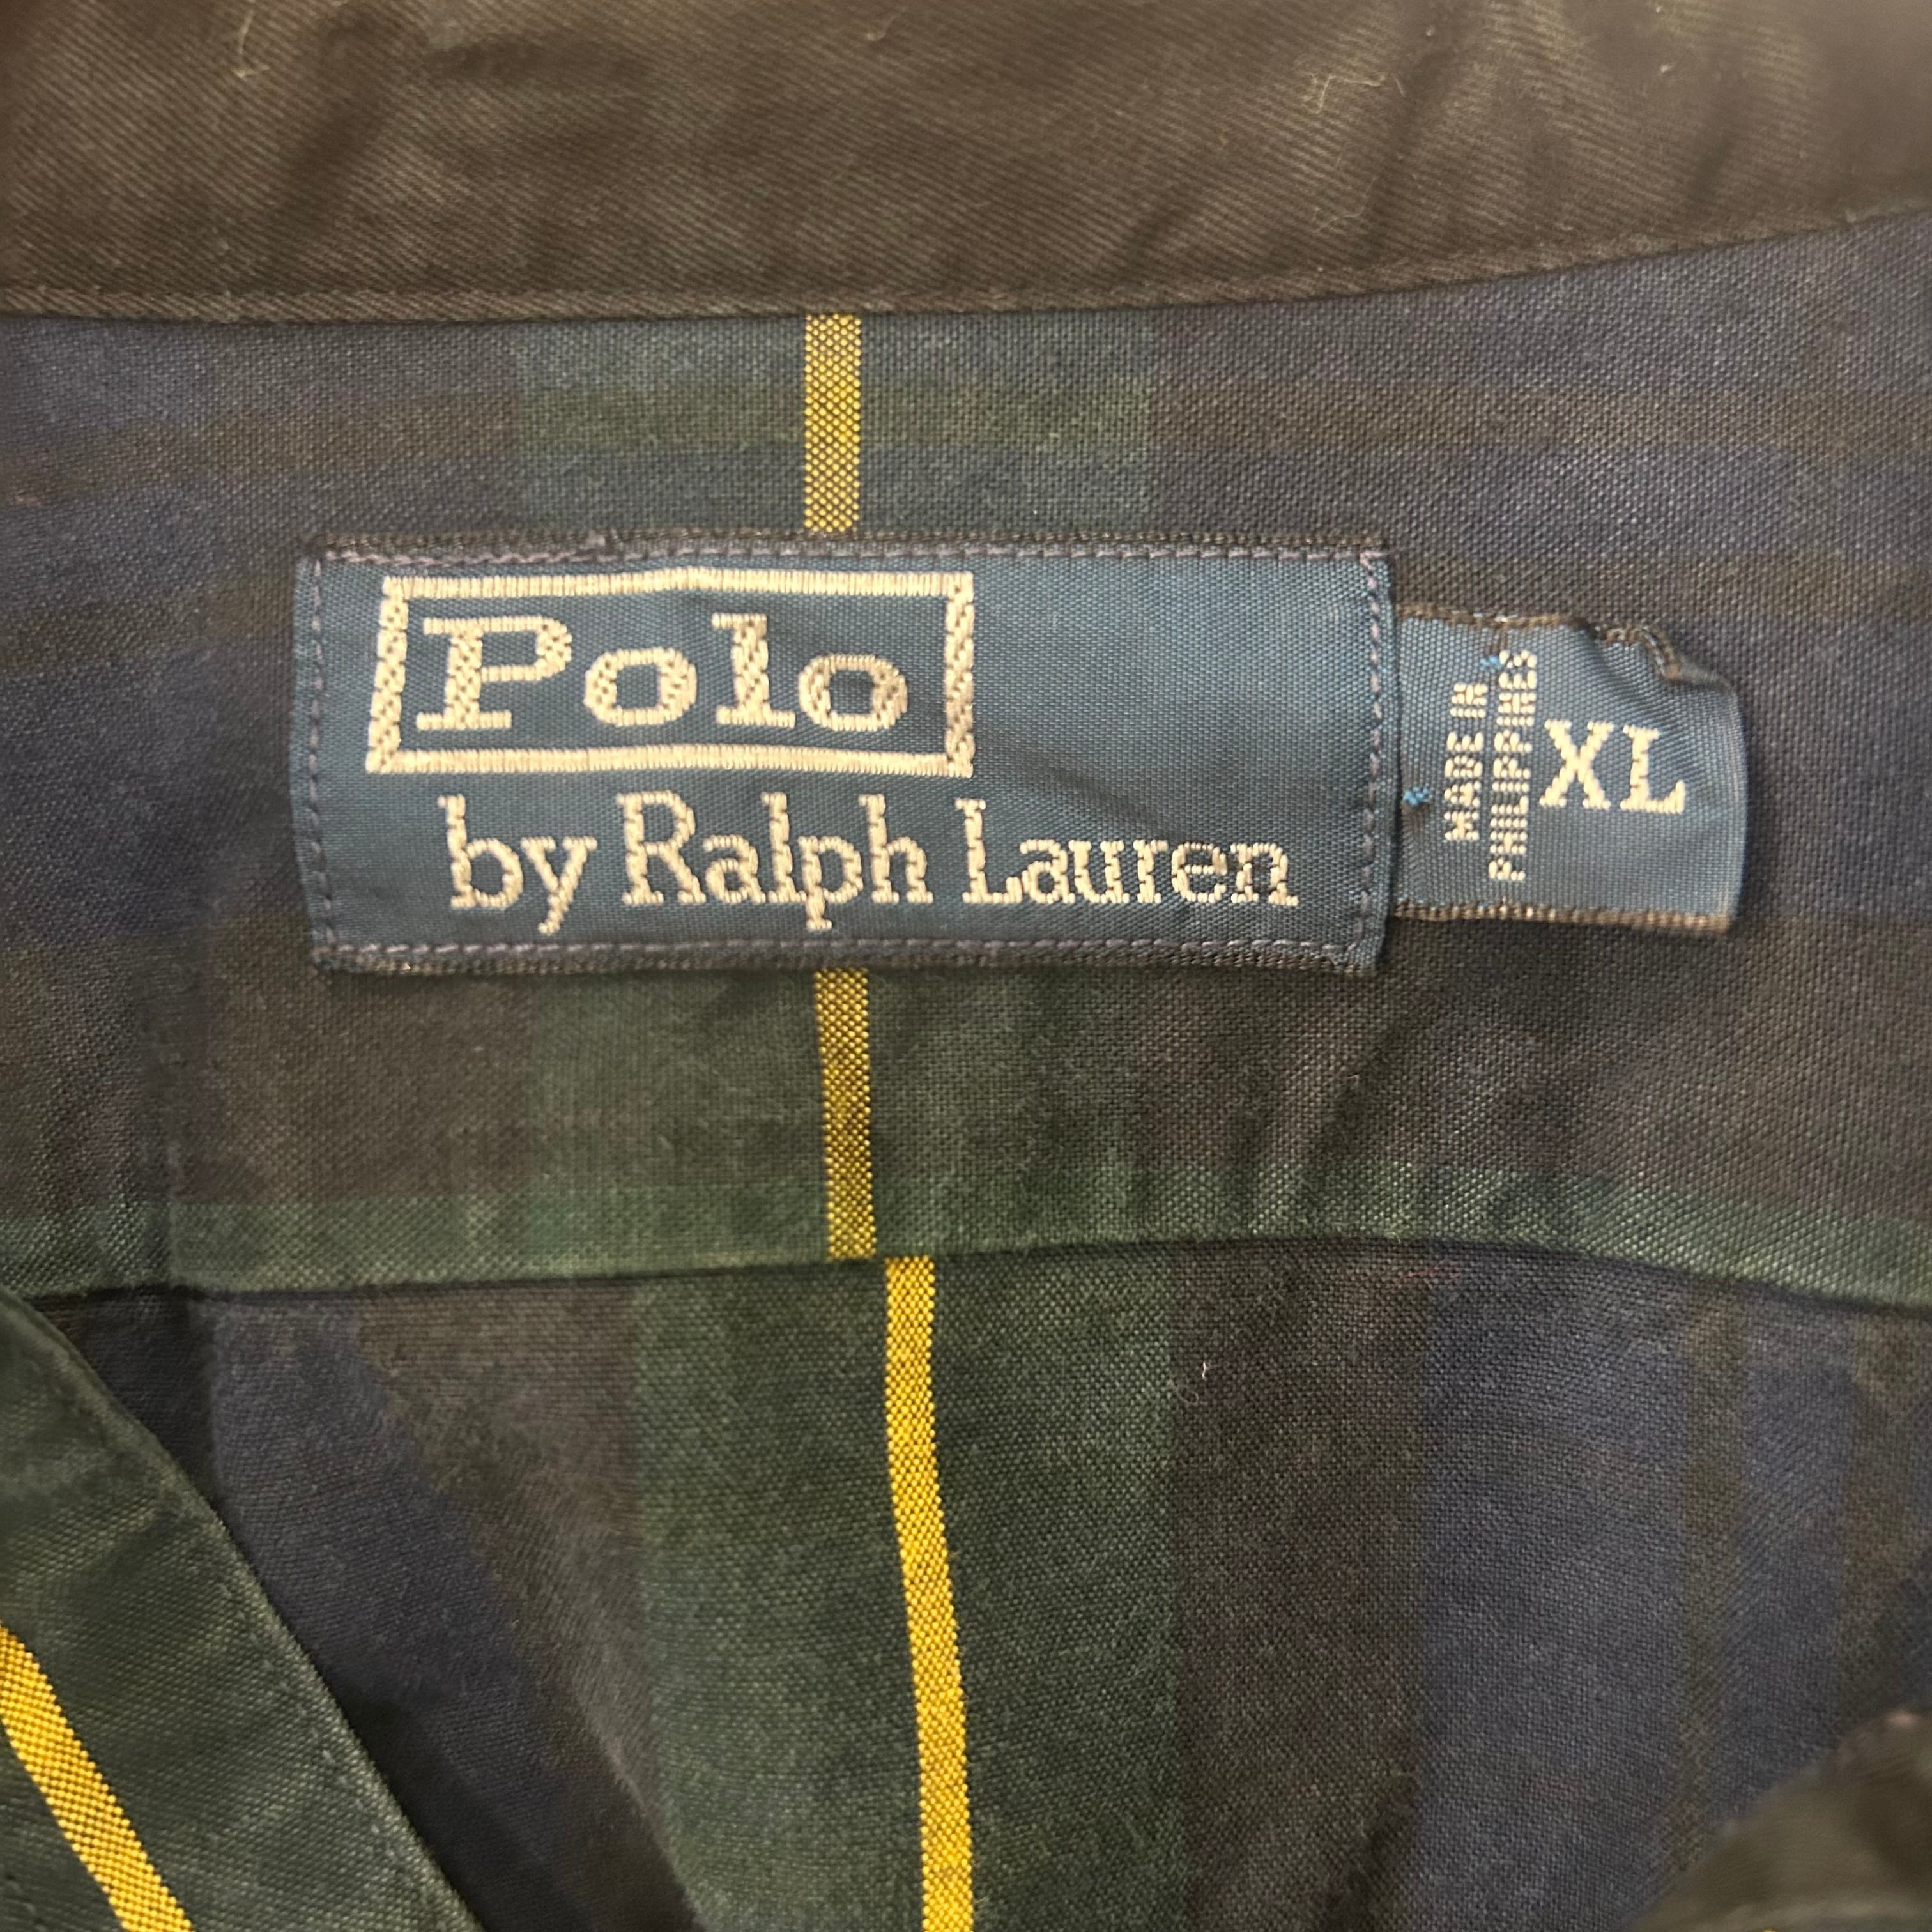 Polo
by Ralph Lauren
MADE IN
PHILIPPINES
XL